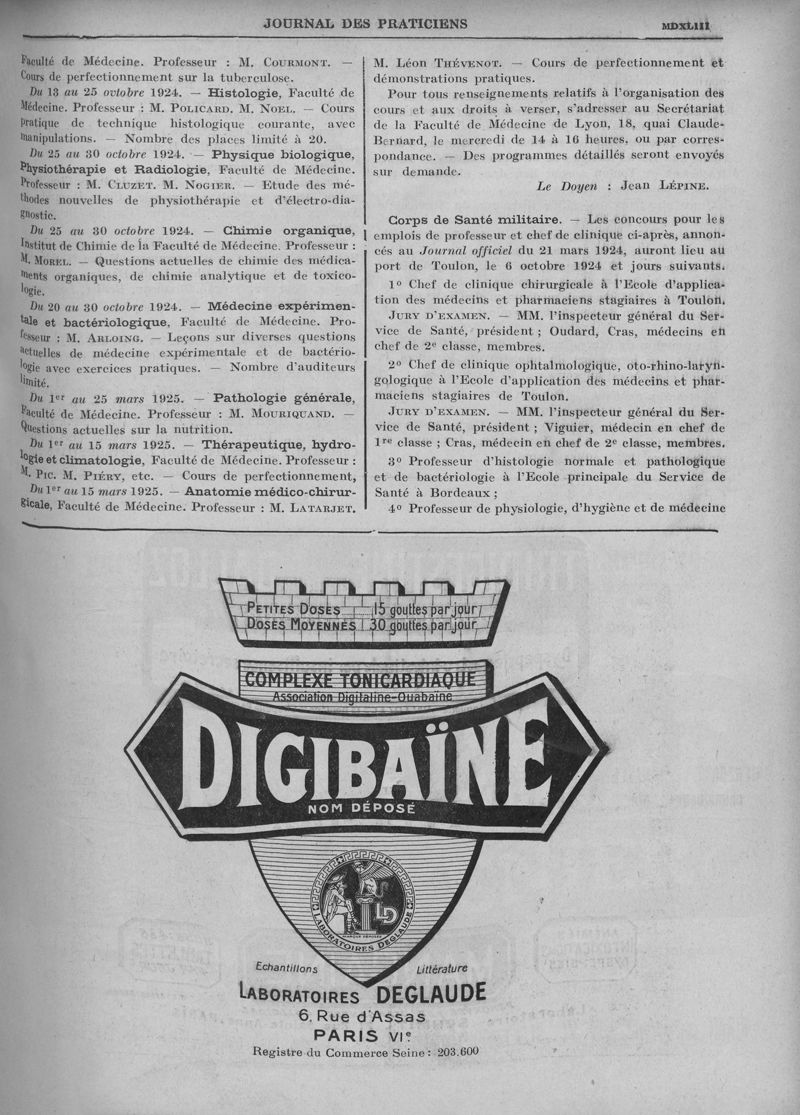 JOURNAL DES PRATICIENS
MDXLIII
Faculté de Médecine. Professeur : M. COURMONT. —
Cours de perfectionnement sur la tuberculose.
Du 13 au 25 ovtobre 1924. — Histologie, Faculté de
Médecine. Professeur : M. POLICARD. M. NOEL. — Cours
pratique de technique histologique courante, avec
manipulations. — Nombre des places limité à 20.
Du 25 au 30 octobre 1924. — Physique biologique,
Physiothérapie et Radiologie, Faculté de Médecine.
Professeur : M. CLUZET. M. NOGIER. — Etude des mé-
thodes nouvelles de physiothérapie et d'électro-dia-
gnostic.
Du 25 au 30 octobre 1924. — Chimie organique,
Institut de Chimie de la Faculté de Médecine. Professeur :
M. MOREL. — Questions actuelles de chimie des médica-
ments organiques, de chimie analytique et de toxico-
logie.
Du 20 au 30 octobre 1924. — Médecine expérimen-
tale et bactériologique, Faculté de Médecine. Pro-
fesseur : M. ARLOING. — Leçons sur diverses questions
actuelles de médecine expérimentale et de bactério-
logie avec exercices pratiques. — Nombre d'auditeurs
limité.
Du 1er au 25 mars 1925. — Pathologie générale,
Faculté de Médecine. Professeur : M. MOURIQUAND. —
Questions actuelles sur la nutrition.
Du 1er au 15 mars 1925. — Thérapeutique, hydro-
logie et climatologie, Faculté de Médecine. Professeur :
M. PIC. M. PIÉRY, etc. — Cours de perfectionnement,
Du 1er au 15 mars 1925. — Anatomie médico-chirur-
gicale, Faculté de Médecine. Professeur : M. LATARJET.
M. Léon THÉVENOT. — Cours de perfectionnement et
démonstrations pratiques.
Pour tous renseignements relatifs à l'organisation des
cours et aux droits à verser, s'adresser au Secrétariat
de la Faculté de Médecine de Lyon, 18, quai Claude-
Bernard, le mercredi de 14 à 16 heures, ou par corres-
pondance. — Des programmes détaillés seront envoyés
sur demande.
Le Doyen : Jean LÉPINE.
Corps de Santé militaire. — Les concours pour les
emplois de professeur et chef de clinique ci-après, annon-
cés au Journal officiel du 21 mars 1924, auront lieu au
port de Toulon, le 6 octobre 1924 et jours suivants.
1o Chef de clinique chirurgicale à l'Ecole d'applica-
tion des médecins et pharmaciens stagiaires à Toulon.
JURY D'EXAMEN. — MM. l'inspecteur général du Ser-
vice de Santé, président ; Oudard, Cras, médecins en
chef de 2e classe, membres.
2o Chef de clinique ophtalmologique, oto-rhino-laryn-
gologique à l'Ecole d'application des médecins et phar-
maciens stagiaires de Toulon.
JURY D'EXAMEN. — MM. l'inspecteur général du Ser-
vice de Santé, président ; Viguier, médecin en chef de
1re classe ; Cras, médecin en chef de 2e classe, membres.
3o Professeur d'histologie normale et pathologique
et de bactériologie à l'Ecole principale du Service de
Santé à Bordeaux ;
4o Professeur de physiologie, d'hygiène et de médecine
PETITES DOSES 15 gouttes par jour
DOSES MOYENNES 30 gouttes par jour
COMPLEXE TONICARDIAQUE
Association Digitaline-Ouabaïne
DIGIBAÏNE
NOM DÉPOSÉ
LD
MARQUE DÉPOSÉE
LABORATOIRES DEGLAUDE
Echantillons
Littérature
LABORATOIRES DEGLAUDE
6, Rue d'Assas
PARIS VIe
Registre du Commerce Seine : 203.600